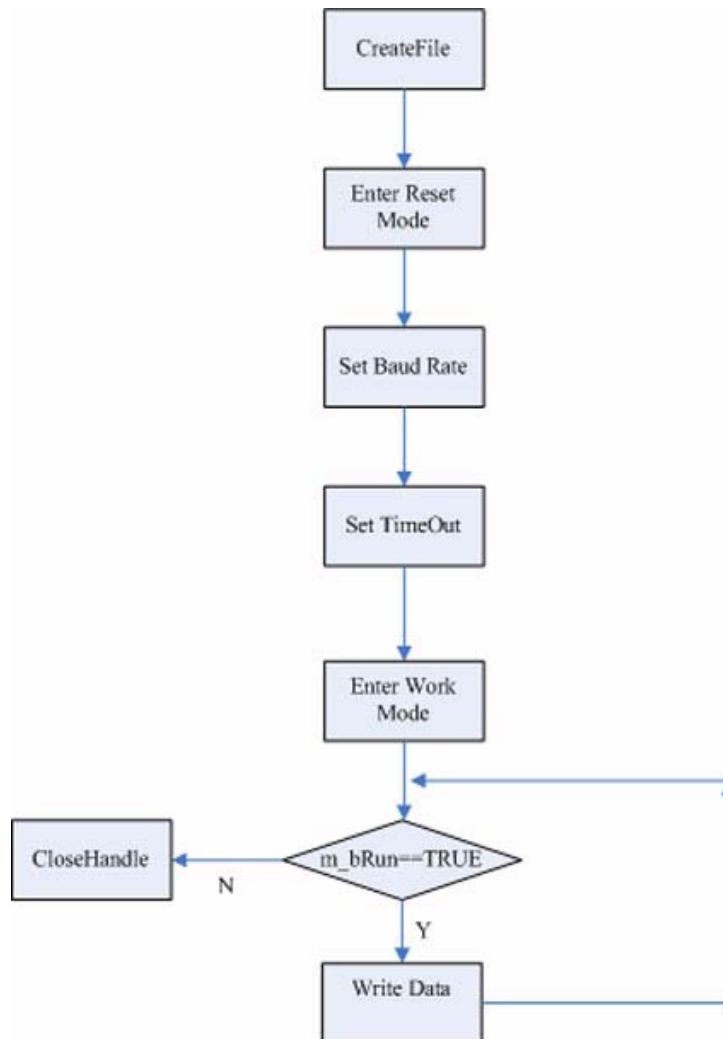 CreateFile
Enter Reset
Mode
Set Baud Rate
Set TimeOut
Enter Work
Mode
m_bRun==TRUE
CloseHandle
N
Y
Write Data